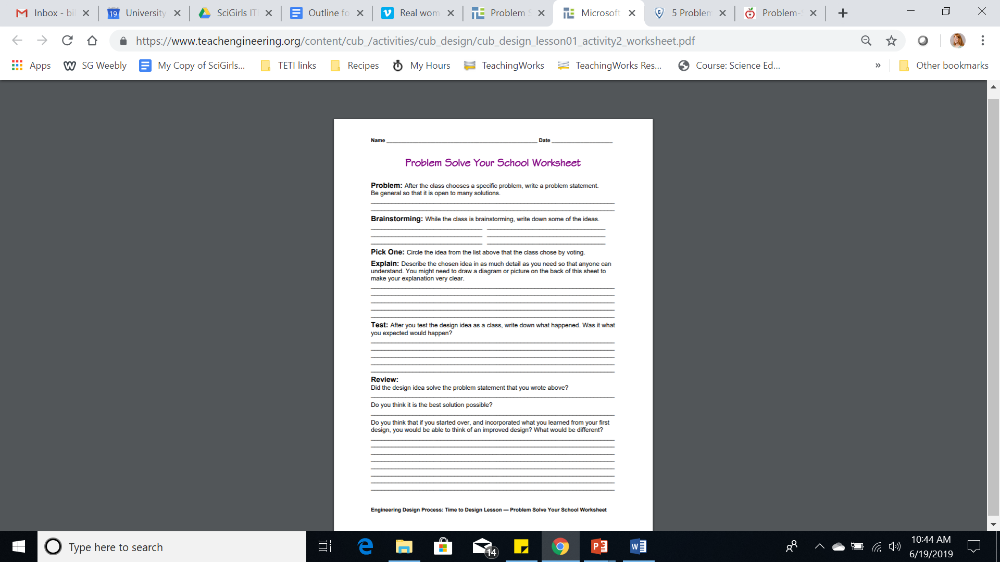 Inbox - bil
19 University
SciGirls ITI
Outline fo
Real wom
Problem S
Microsoft
5 Problem
Problem-S
https://www.teachengineering.org/content/cub_/activities/cub_design/cub_design_lesson01_activity2_worksheet.pdf
Apps
SG Weekly
My Copy of SciGirls...
TETI links
Recipes
My Hours
TeachingWorks
TeachingWorks Res...
Course: Science Ed...
»
Other bookmarks
Name Date
Problem Solve Your School Worksheet
Problem: After the class chooses a specific problem, write a problem statement.
Be general so that it is open to many solutions.
Brainstorming: While the class is brainstorming, write down some of the ideas.
Pick One: Circle the idea from the list above that the class chose by voting.
Explain: Describe the chosen idea in as much detail as you need so that anyone can
understand. You might need to draw a diagram or picture on the back of this sheet to
make your explanation very clear.
Test: After you test the design idea as a class, write down what happened. Was it what
you expected would happen?
Review:
Did the design idea solve the problem statement that you wrote above?
Do you think it is the best solution possible?
Do you think that if you started over, and incorporated what you learned from your first
design, you would be able to think of an improved design? What would be different?
Engineering Design Process: Time to Design Lesson — Problem Solve Your School Worksheet
Type here to search
14
10:44 AM
6/19/2019